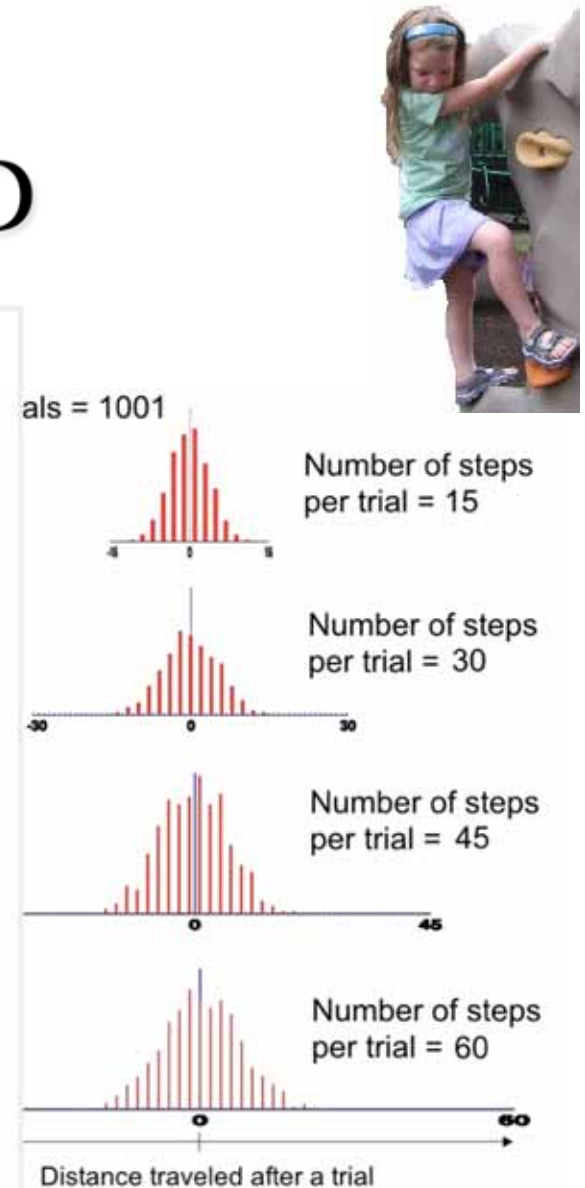 D
als = 1001
Number of steps
per trial = 15
0
Number of steps
per trial = 30
-30 0 30
Number of steps
per trial = 45
0 45
Number of steps
per trial = 60
0 60
Distance traveled after a trial